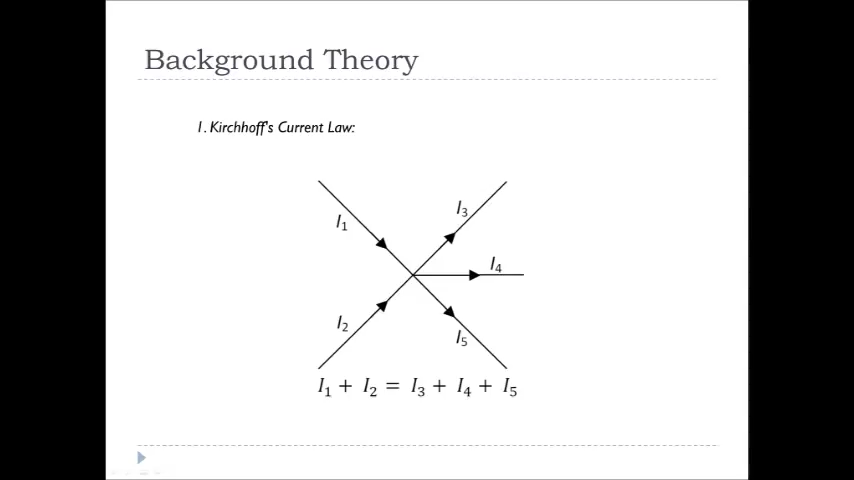 Background Theory
1. Kirchhoff's Current Law:
I₃
I₁
I₄
I₂
I₅
I₁ + I₂ = I₃ + I₄ + I₅